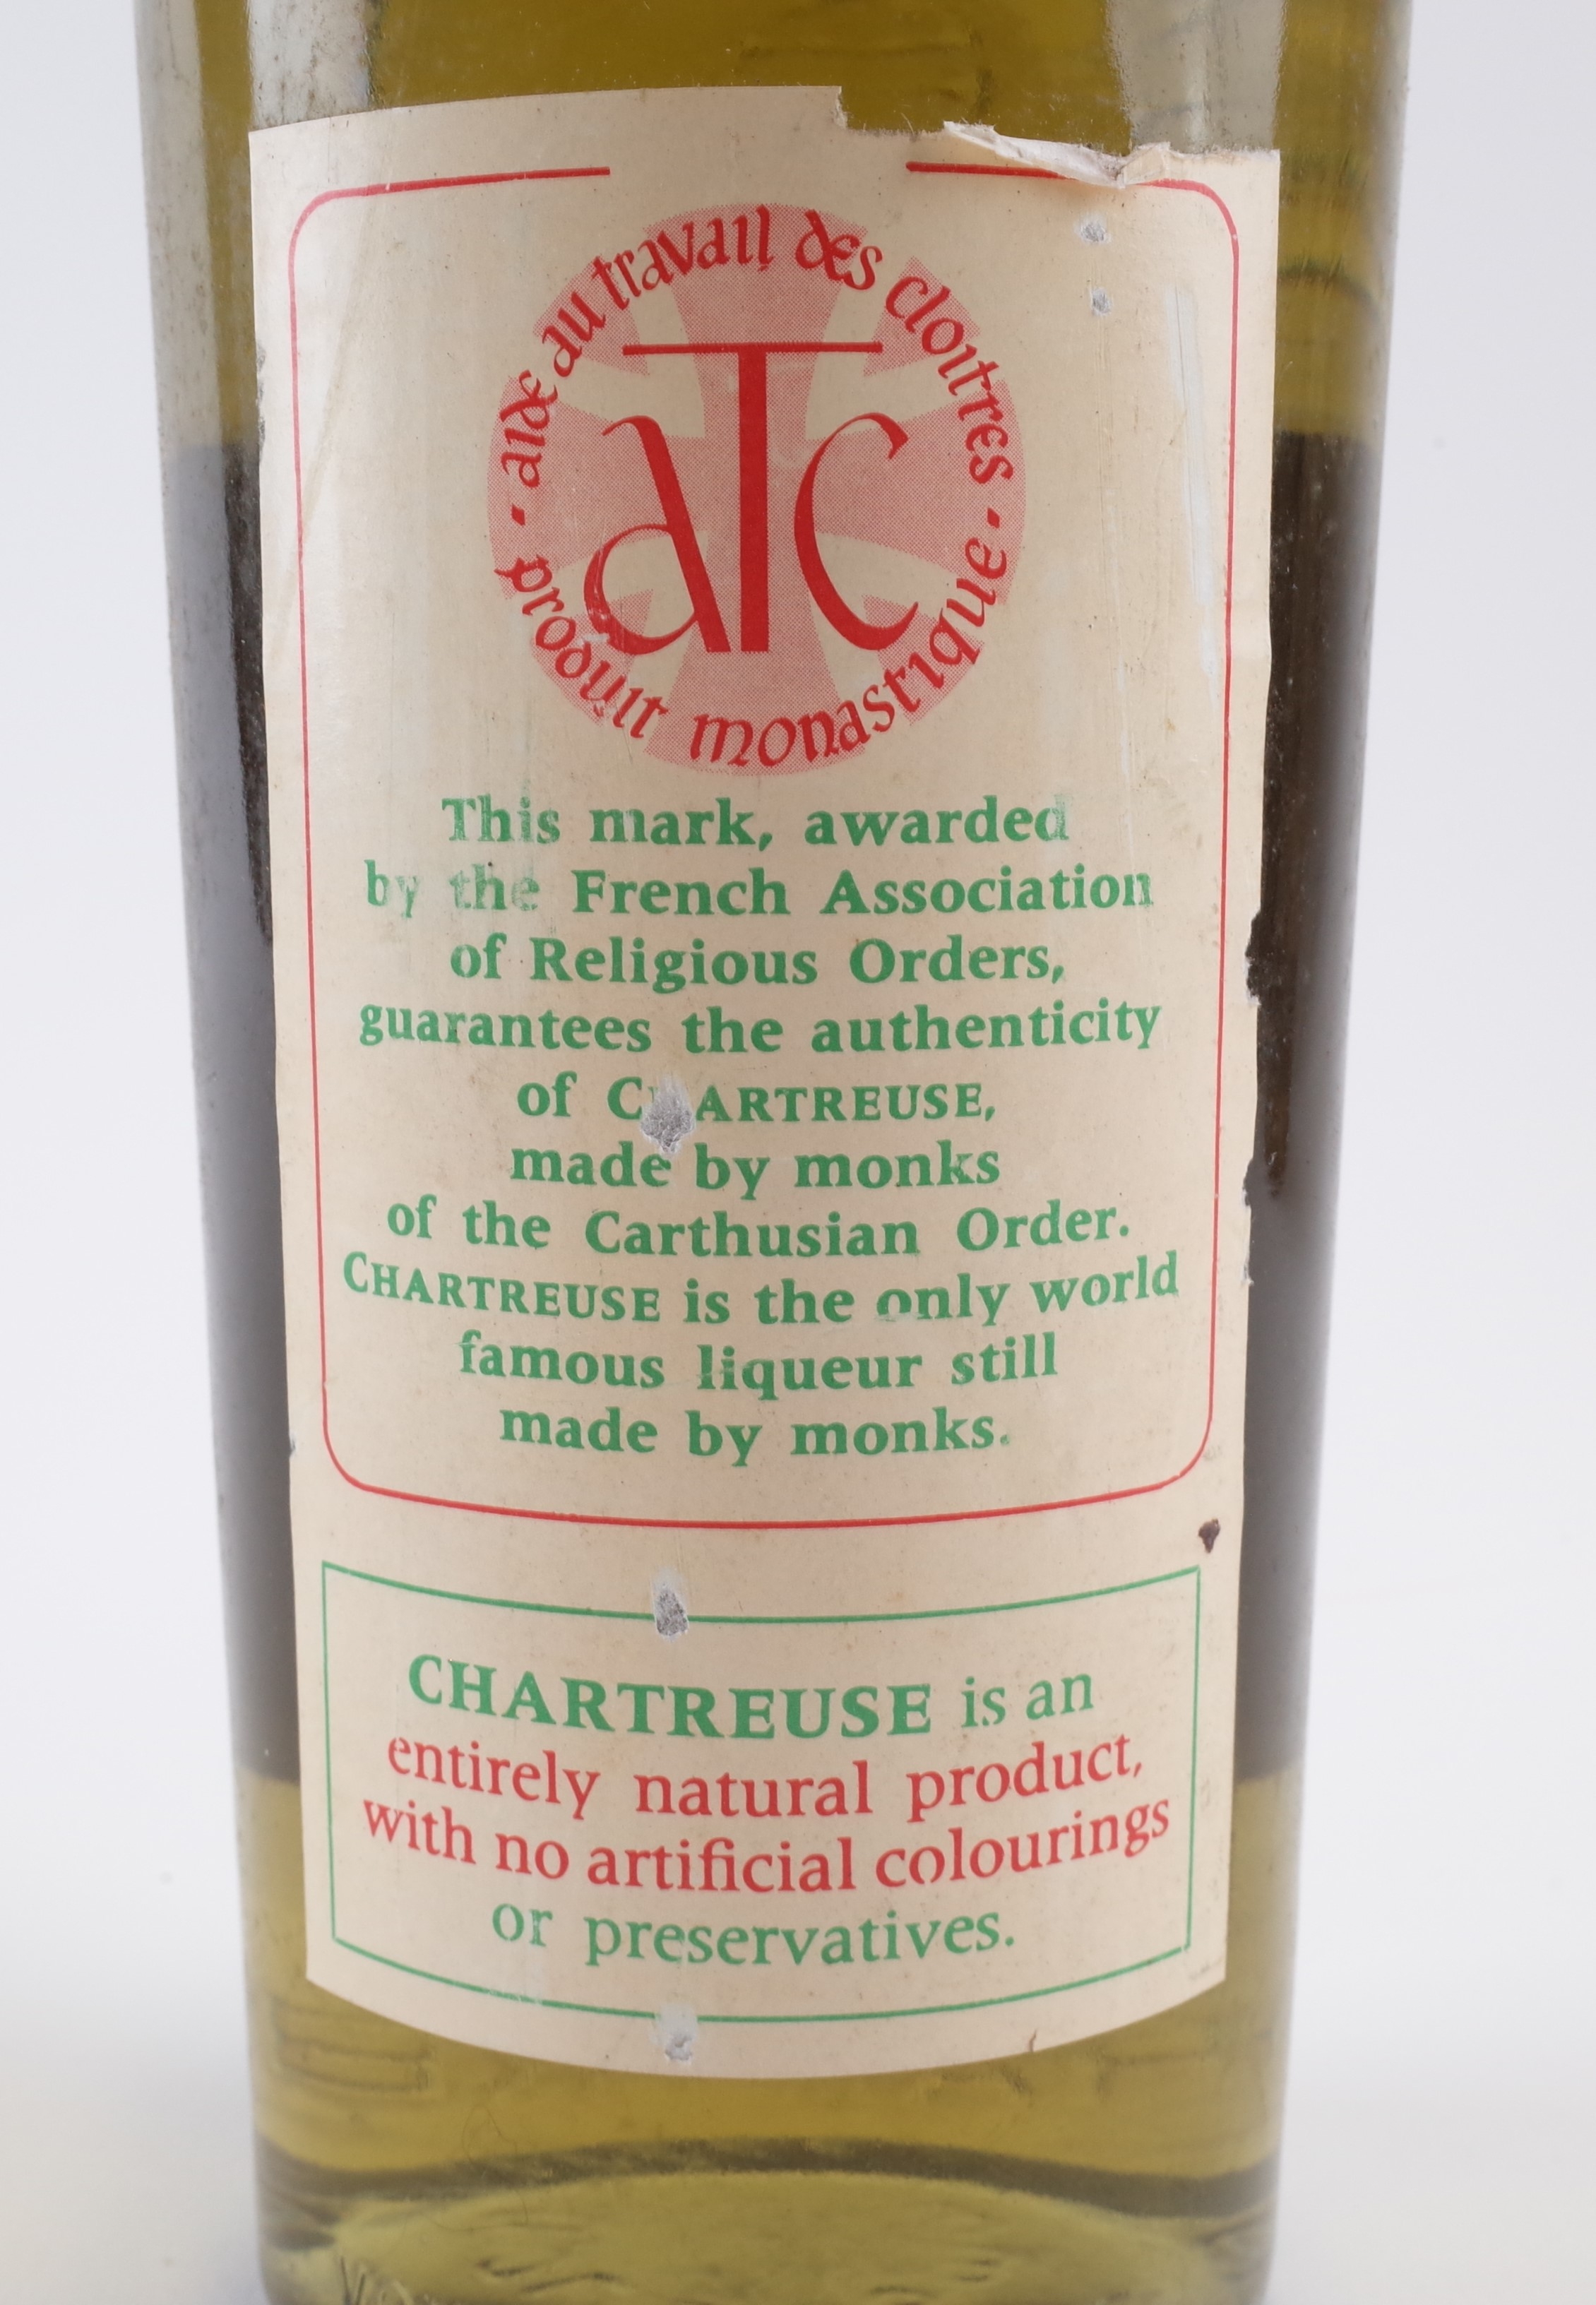 aide au travail des cloitres
produit monastique
aTC
This mark, awarded
by the French Association
of Religious Orders,
guarantees the authenticity
of CHARTREUSE,
made by monks
of the Carthusian Order.
CHARTREUSE is the only world
famous liqueur still
made by monks.
CHARTREUSE is an
entirely natural product,
with no artificial colourings
or preservatives.